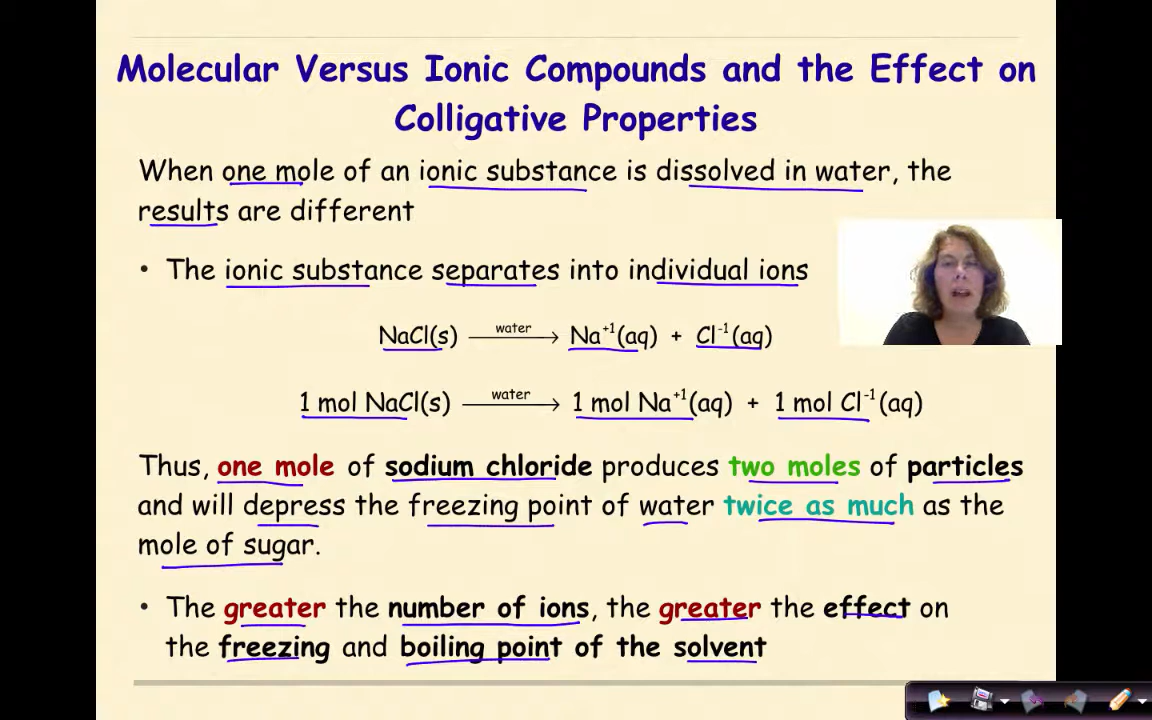 Molecular Versus Ionic Compounds and the Effect on
Colligative Properties
When one mole of an ionic substance is dissolved in water, the
results are different
• The ionic substance separates into individual ions
NaCl(s) water⟶ Na⁺¹(aq) + Cl⁻¹(aq)
1 mol NaCl(s) water⟶ 1 mol Na⁺¹(aq) + 1 mol Cl⁻¹(aq)
Thus, one mole of sodium chloride produces two moles of particles
and will depress the freezing point of water twice as much as the
mole of sugar.
• The greater the number of ions, the greater the effect on
the freezing and boiling point of the solvent